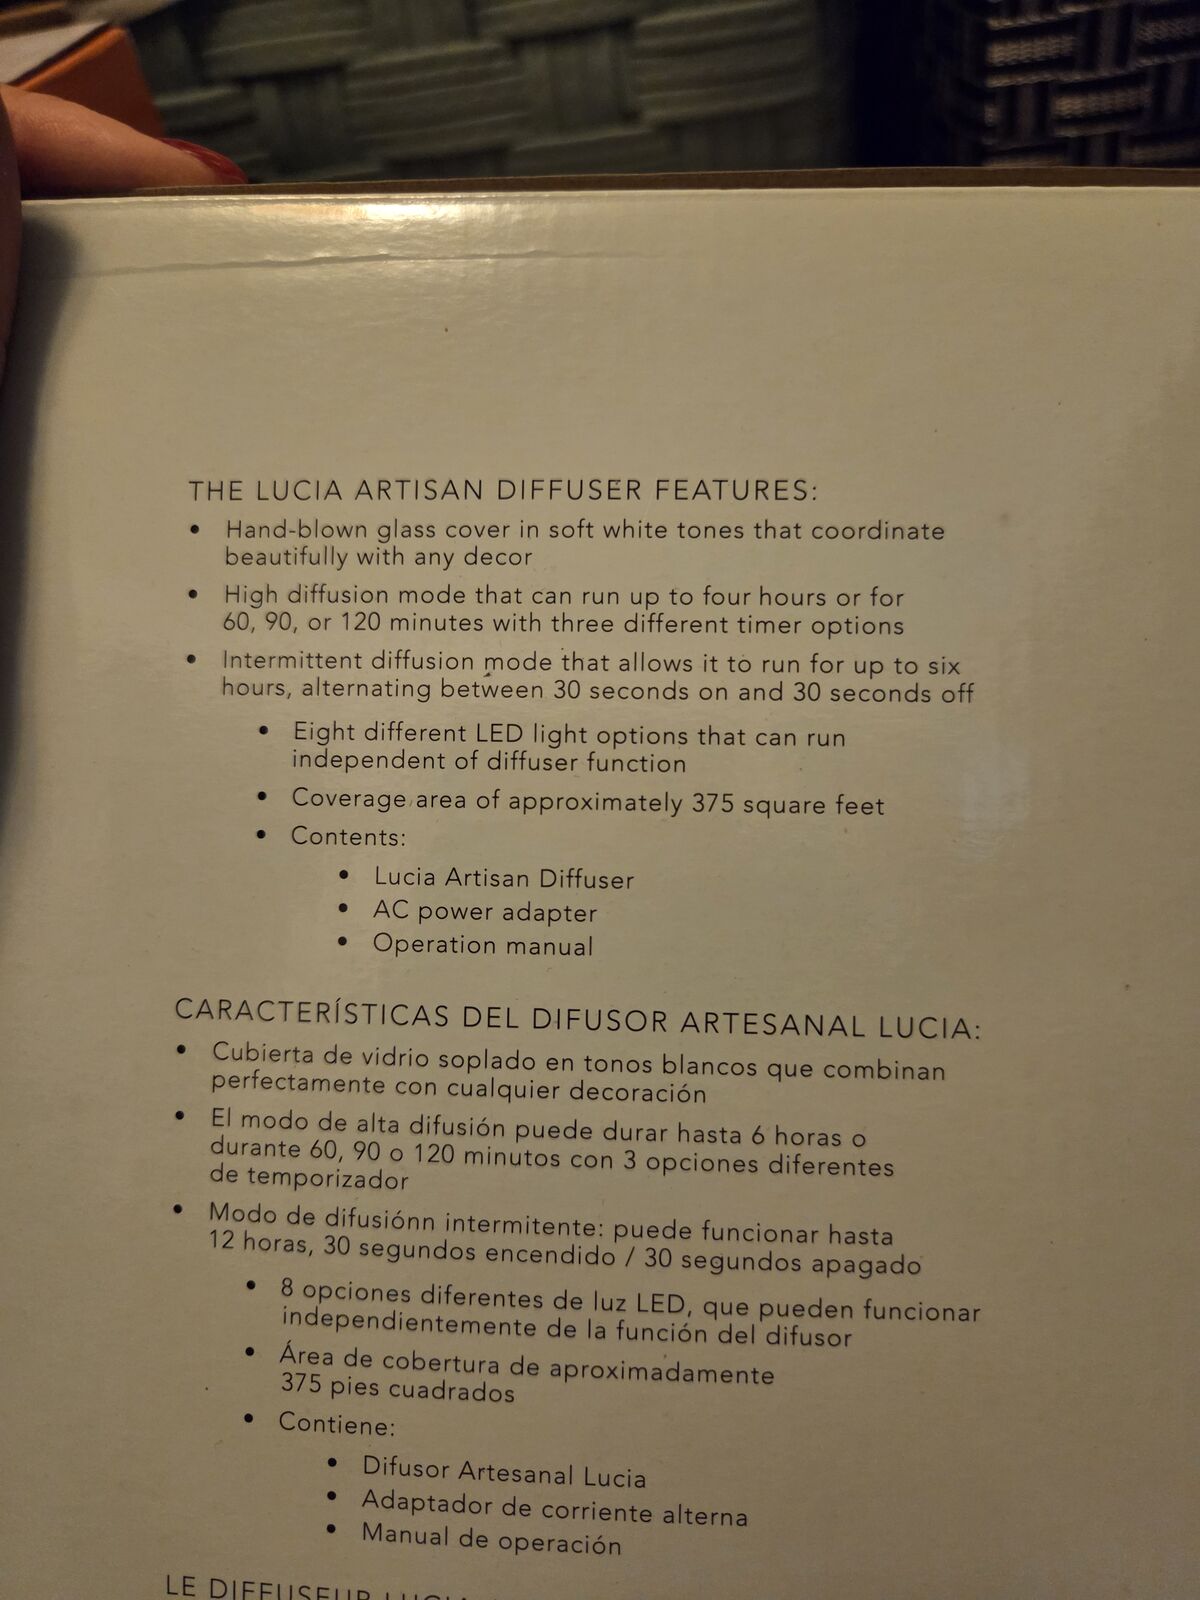 THE LUCIA ARTISAN DIFFUSER FEATURES:
• Hand-blown glass cover in soft white tones that coordinate
beautifully with any decor
• High diffusion mode that can run up to four hours or for
60, 90, or 120 minutes with three different timer options
• Intermittent diffusion mode that allows it to run for up to six
hours, alternating between 30 seconds on and 30 seconds off
• Eight different LED light options that can run
independent of diffuser function
• Coverage area of approximately 375 square feet
• Contents:
• Lucia Artisan Diffuser
• AC power adapter
• Operation manual
CARACTERÍSTICAS DEL DIFUSOR ARTESANAL LUCIA:
• Cubierta de vidrio soplado en tonos blancos que combinan
perfectamente con cualquier decoración
• El modo de alta difusión puede durar hasta 6 horas o
durante 60, 90 o 120 minutos con 3 opciones diferentes
de temporizador
• Modo de difusiónn intermitente: puede funcionar hasta
12 horas, 30 segundos encendido / 30 segundos apagado
• 8 opciones diferentes de luz LED, que pueden funcionar
independientemente de la función del difusor
• Área de cobertura de aproximadamente
375 pies cuadrados
• Contiene:
• Difusor Artesanal Lucia
• Adaptador de corriente alterna
• Manual de operación
LE DIFFUSEUR LUCIA